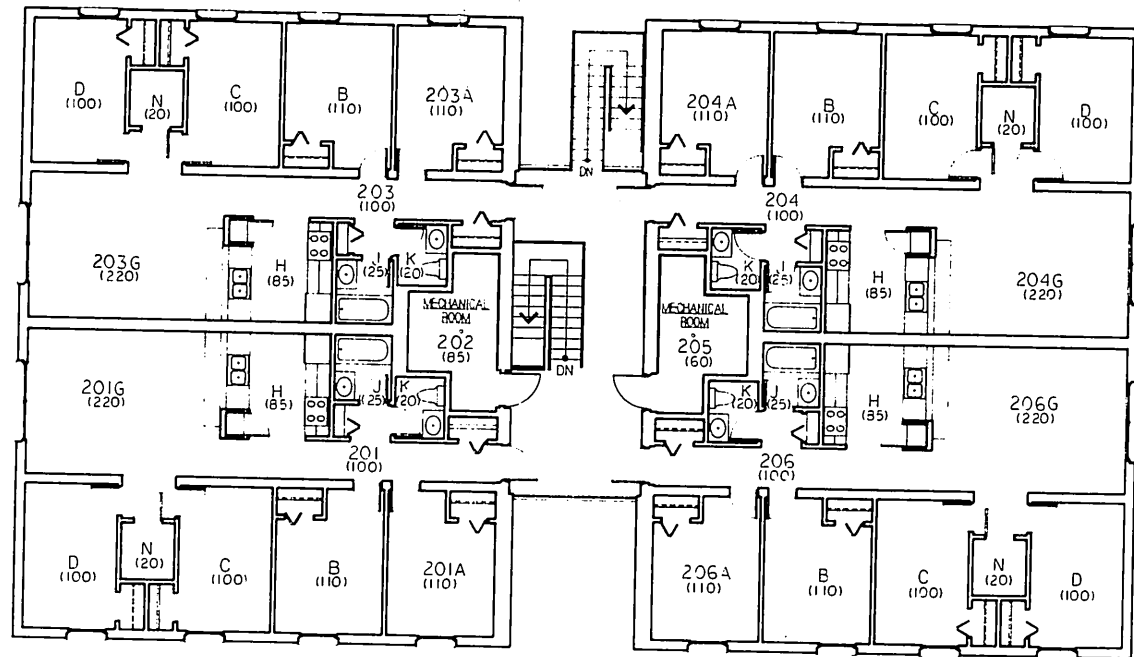 D
(100)
N
(20)
C
(100)
B
(110)
203A
(110)
204A
(110)
B
(110)
C
(100)
N
(20)
D
(100)
DN
203
(100)
204
(100)
203G
(220)
H
(85)
J
(25)
K
(20)
MECHANICAL
ROOM
202
(85)
DN
MECHANICAL
ROOM
205
(60)
K
(20)
J
(25)
H
(85)
204G
(220)
201G
(220)
H
(85)
J
(25)
K
(20)
K
(20)
J
(25)
H
(85)
206G
(220)
201
(100)
206
(100)
D
(100)
N
(20)
C
(100)
B
(110)
201A
(110)
206A
(110)
B
(110)
C
(100)
N
(20)
D
(100)